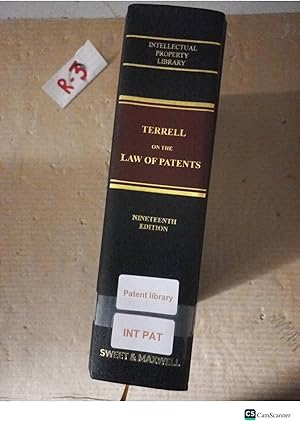 R-3
INTELLECTUAL
PROPERTY
LIBRARY
TERRELL
ON THE
LAW OF PATENTS
NINETEENTH
EDITION
Patent library
INT PAT
SWEET & MAXWELL
CS CamScanner